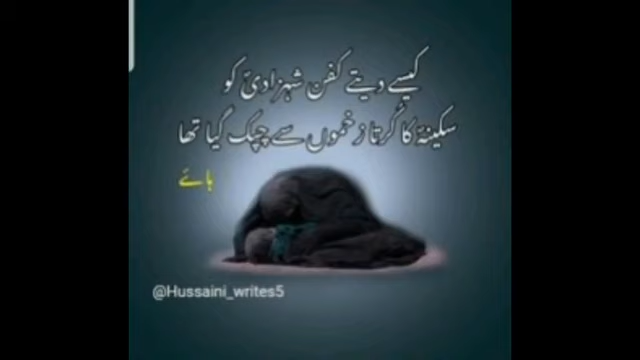 کیسے دیتے کفن شہزادیؑ کو
سکینہؑ کا کُرتا زخموں سے چپک گیا تھا
ہائے
@Hussaini_writes5